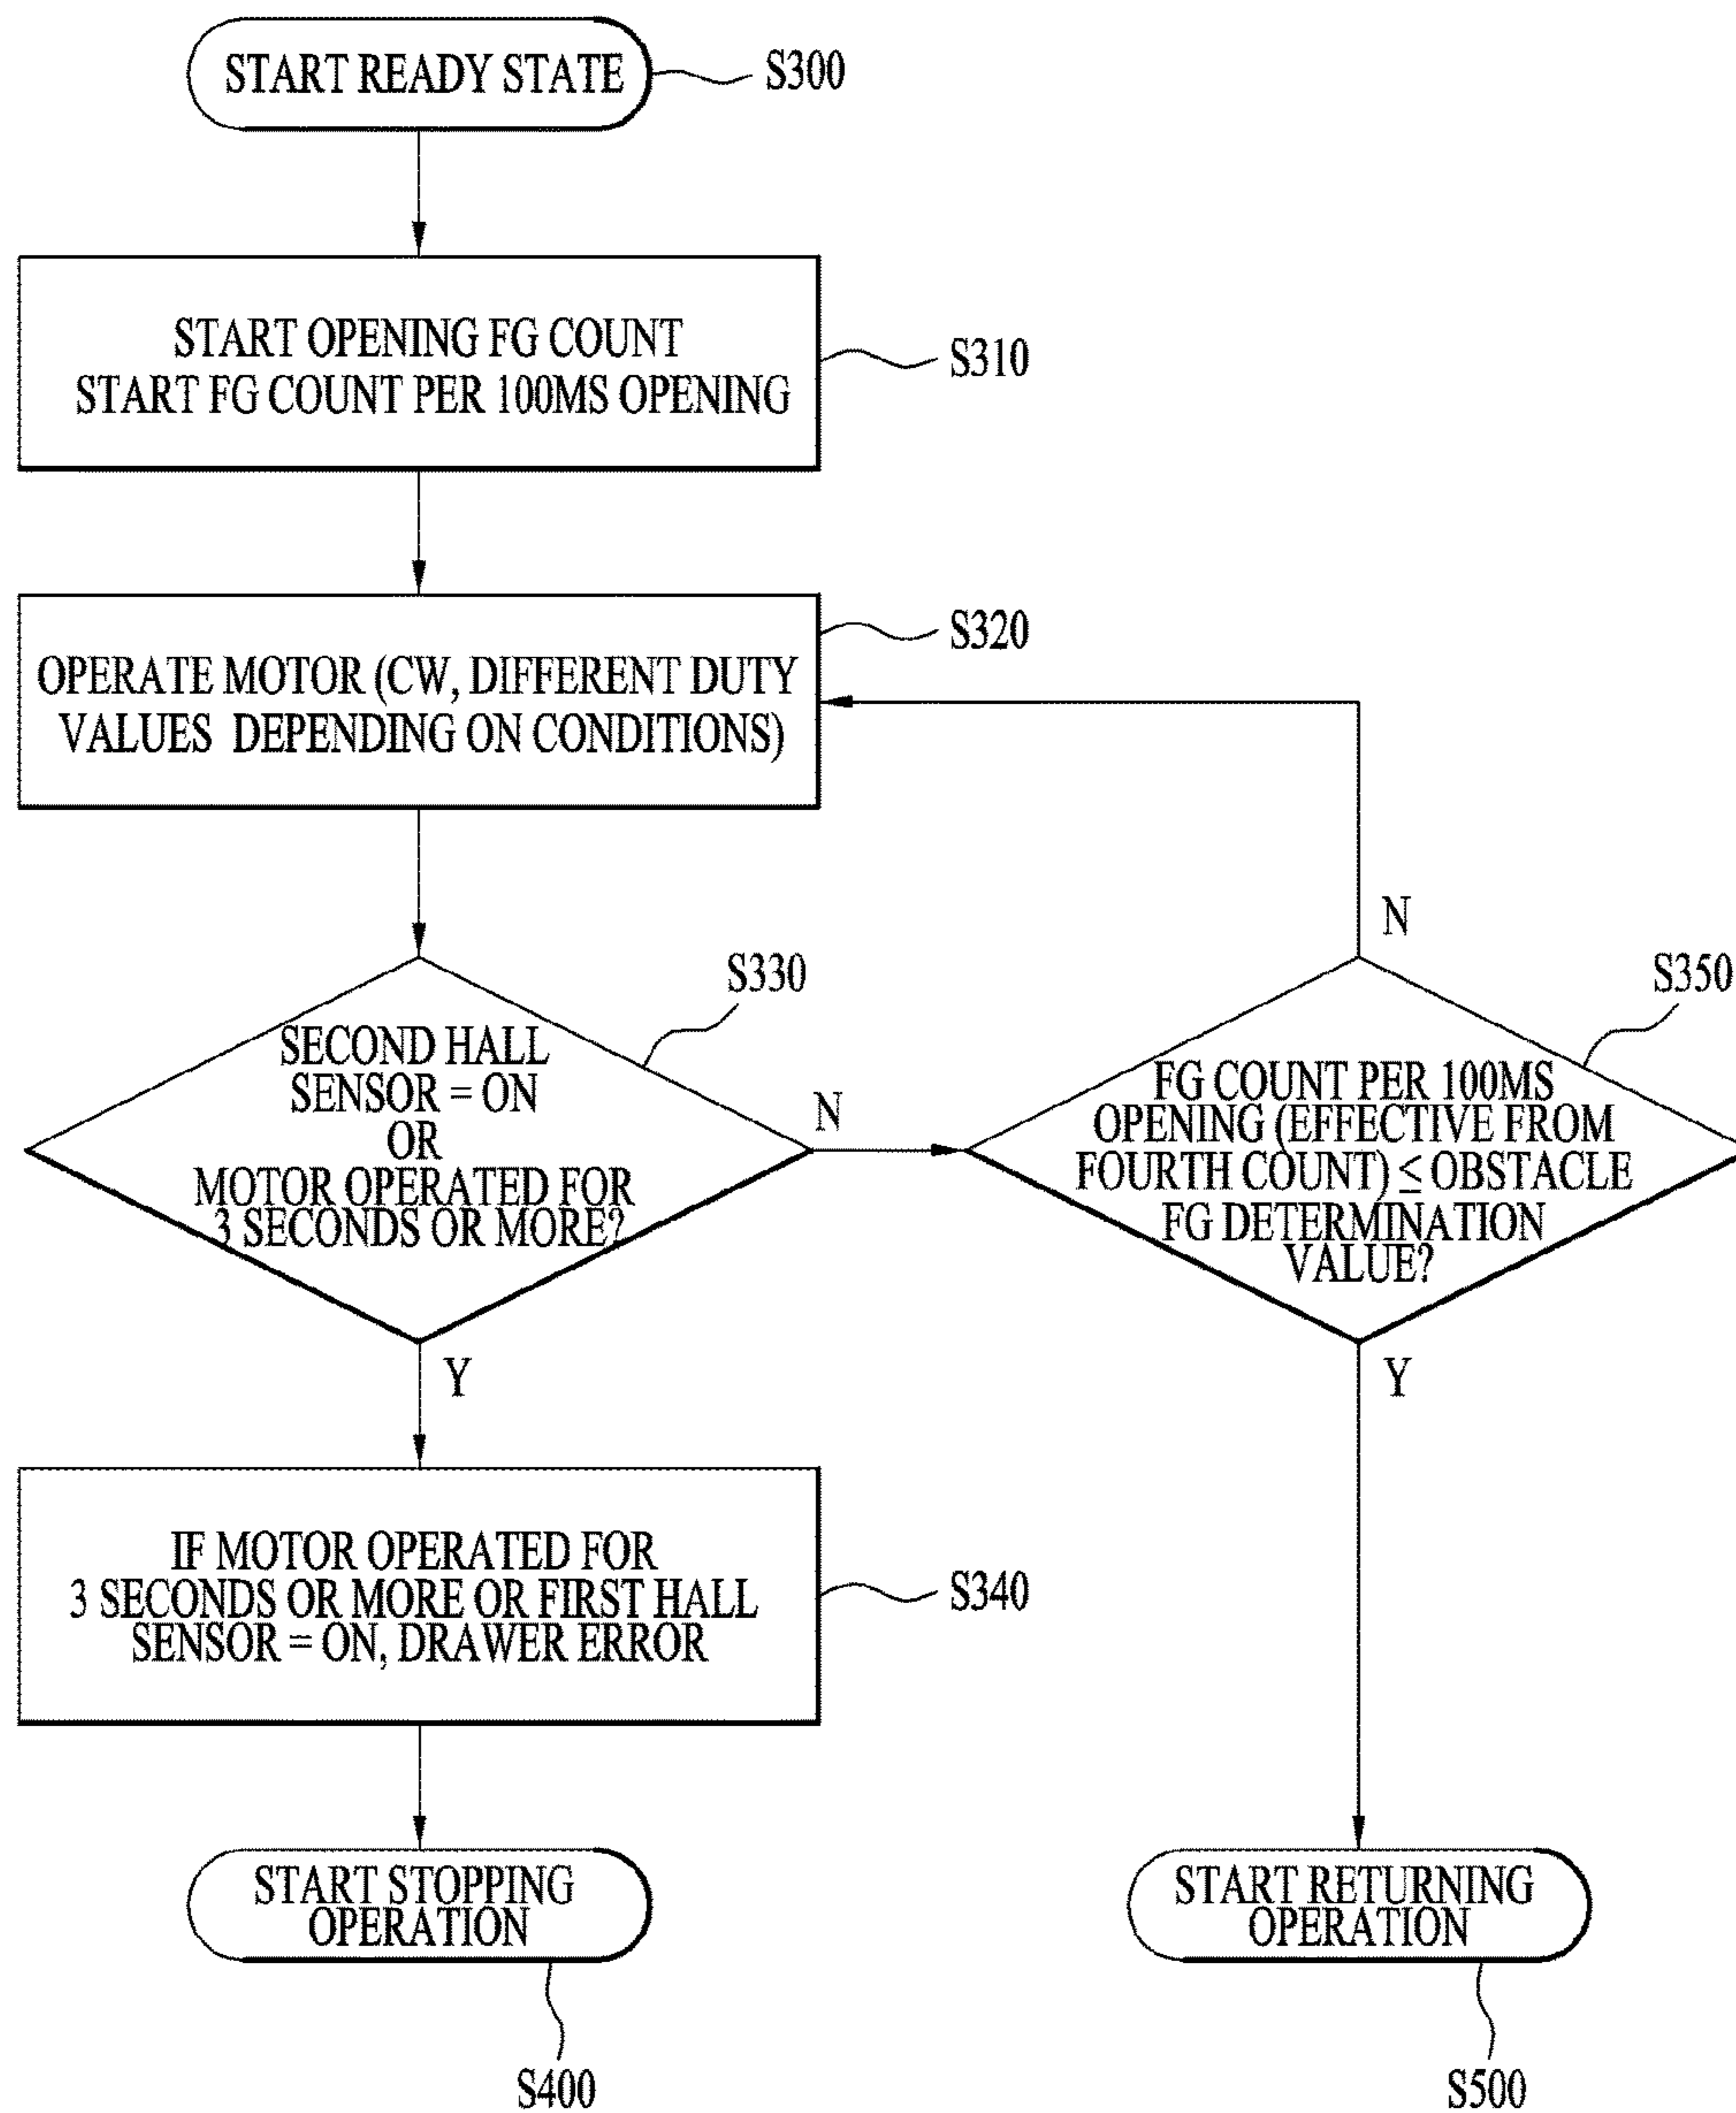 START READY STATE
S300
START OPENING FG COUNT
START FG COUNT PER 100MS OPENING
S310
OPERATE MOTOR (CW, DIFFERENT DUTY
VALUES DEPENDING ON CONDITIONS)
S320
SECOND HALL
SENSOR = ON
OR
MOTOR OPERATED FOR
3 SECONDS OR MORE?
S330
N
Y
FG COUNT PER 100MS
OPENING (EFFECTIVE FROM
FOURTH COUNT) ≤ OBSTACLE
FG DETERMINATION
VALUE?
S350
N
Y
IF MOTOR OPERATED FOR
3 SECONDS OR MORE OR FIRST HALL
SENSOR = ON, DRAWER ERROR
S340
START STOPPING
OPERATION
S400
START RETURNING
OPERATION
S500